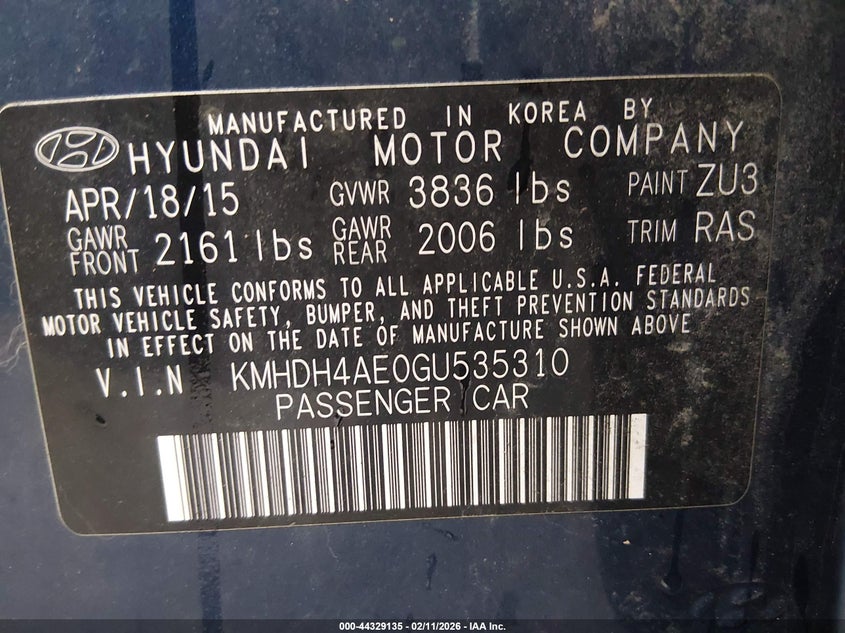 MANUFACTURED IN KOREA BY
HYUNDAI MOTOR COMPANY
APR/18/15 GVWR 3836 lbs PAINT ZU3
GAWR FRONT 2161 lbs GAWR REAR 2006 lbs TRIM RAS
THIS VEHICLE CONFORMS TO ALL APPLICABLE U.S.A. FEDERAL
MOTOR VEHICLE SAFETY, BUMPER, AND THEFT PREVENTION STANDARDS
IN EFFECT ON THE DATE OF MANUFACTURE SHOWN ABOVE
V.I.N KMHDH4AE0GU535310
PASSENGER CAR
000-44329135 - 02/11/2026 - IAA Inc.